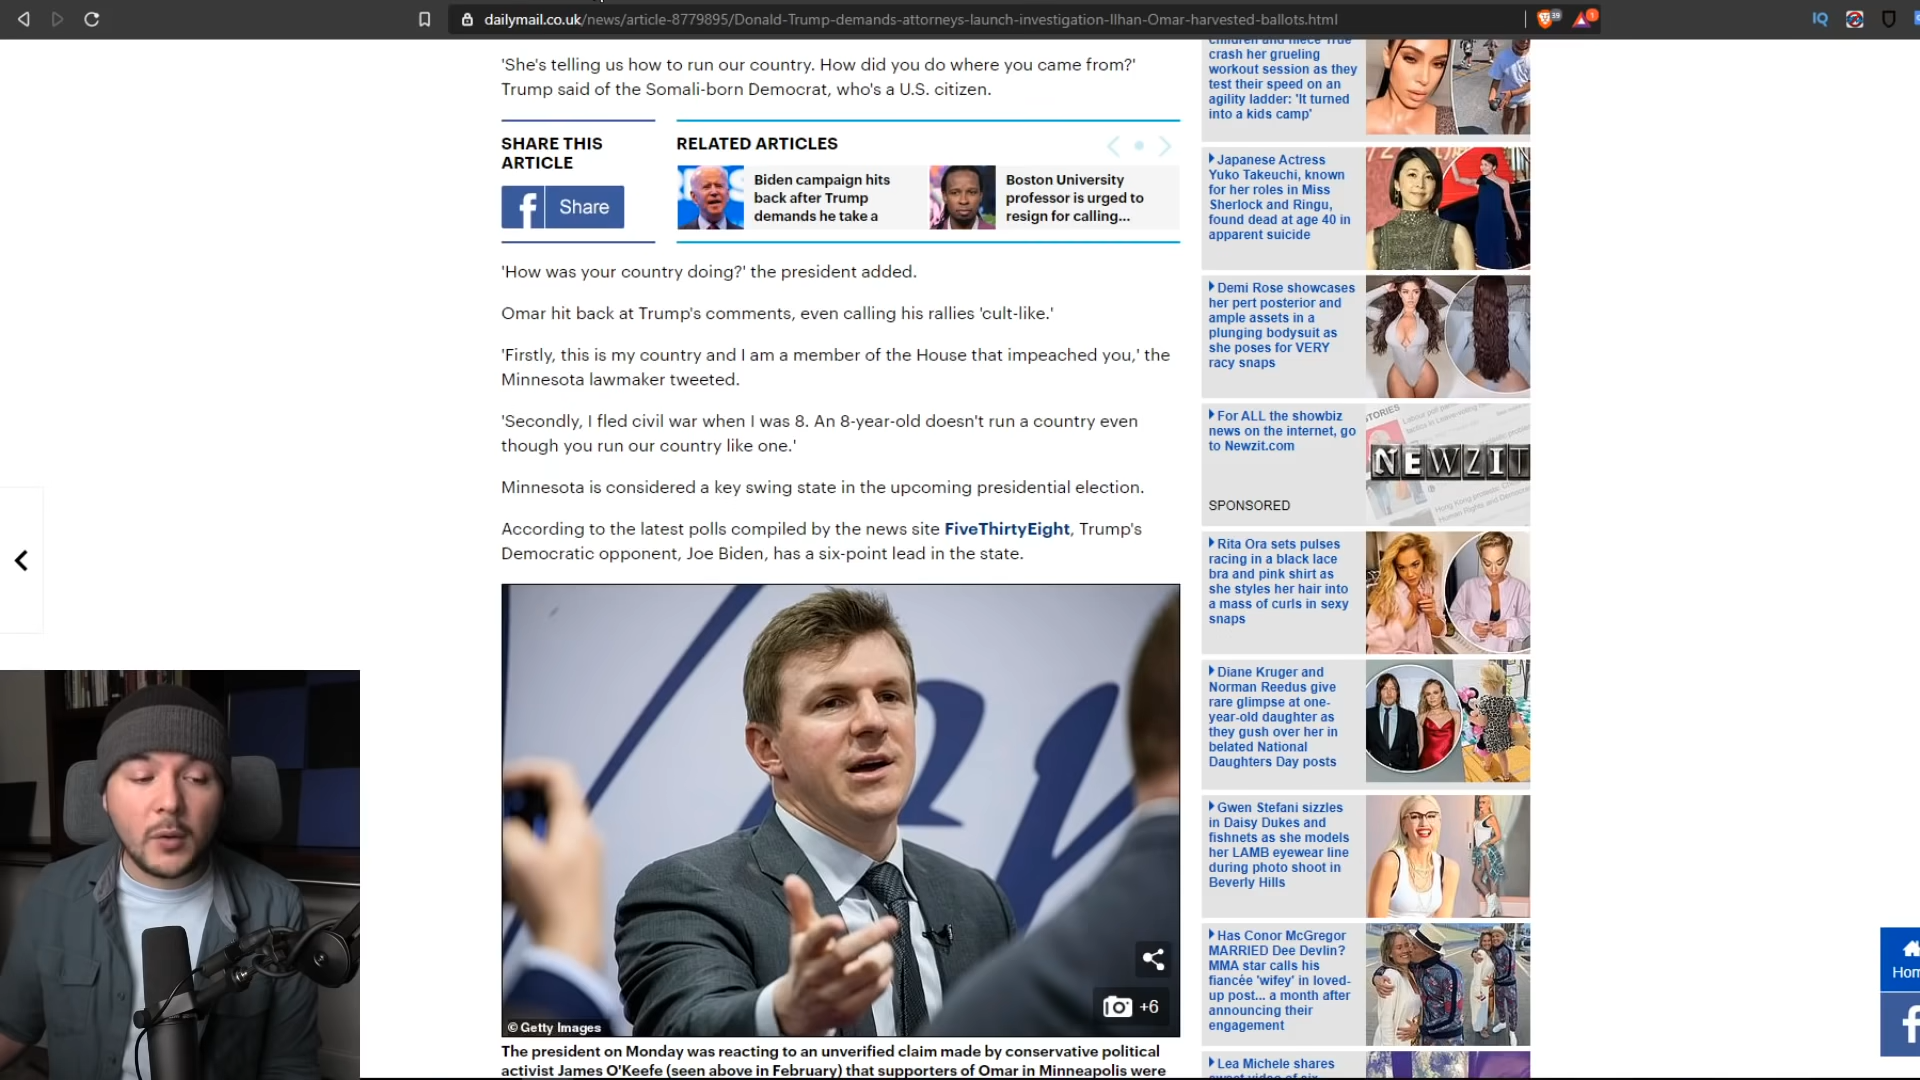 dailymail.co.uk/news/article-8779895/Donald-Trump-demands-attorneys-launch-investigation-Ilhan-Omar-harvested-ballots.html
39
1
IQ
'She's telling us how to run our country. How did you do where you came from?'
Trump said of the Somali-born Democrat, who's a U.S. citizen.
SHARE THIS
ARTICLE
Share
RELATED ARTICLES
Biden campaign hits
back after Trump
demands he take a
Boston University
professor is urged to
resign for calling...
'How was your country doing?' the president added.
Omar hit back at Trump's comments, even calling his rallies 'cult-like.'
'Firstly, this is my country and I am a member of the House that impeached you,' the
Minnesota lawmaker tweeted.
'Secondly, I fled civil war when I was 8. An 8-year-old doesn't run a country even
though you run our country like one.'
Minnesota is considered a key swing state in the upcoming presidential election.
According to the latest polls compiled by the news site FiveThirtyEight, Trump's
Democratic opponent, Joe Biden, has a six-point lead in the state.
+6
© Getty Images
The president on Monday was reacting to an unverified claim made by conservative political
activist James O'Keefe (seen above in February) that supporters of Omar in Minneapolis were
children and niece True
crash her grueling
workout session as they
test their speed on an
agility ladder: 'It turned
into a kids camp'
Japanese Actress
Yuko Takeuchi, known
for her roles in Miss
Sherlock and Ringu,
found dead at age 40 in
apparent suicide
Demi Rose showcases
her pert posterior and
ample assets in a
plunging bodysuit as
she poses for VERY
racy snaps
For ALL the showbiz
news on the internet, go
to Newzit.com
SPONSORED
NEWZIT
Rita Ora sets pulses
racing in a black lace
bra and pink shirt as
she styles her hair into
a mass of curls in sexy
snaps
Diane Kruger and
Norman Reedus give
rare glimpse at one-
year-old daughter as
they gush over her in
belated National
Daughters Day posts
Gwen Stefani sizzles
in Daisy Dukes and
fishnets as she models
her LAMB eyewear line
during photo shoot in
Beverly Hills
Has Conor McGregor
MARRIED Dee Devlin?
MMA star calls his
fiancée 'wifey' in loved-
up post... a month after
announcing their
engagement
Lea Michele shares
Hom